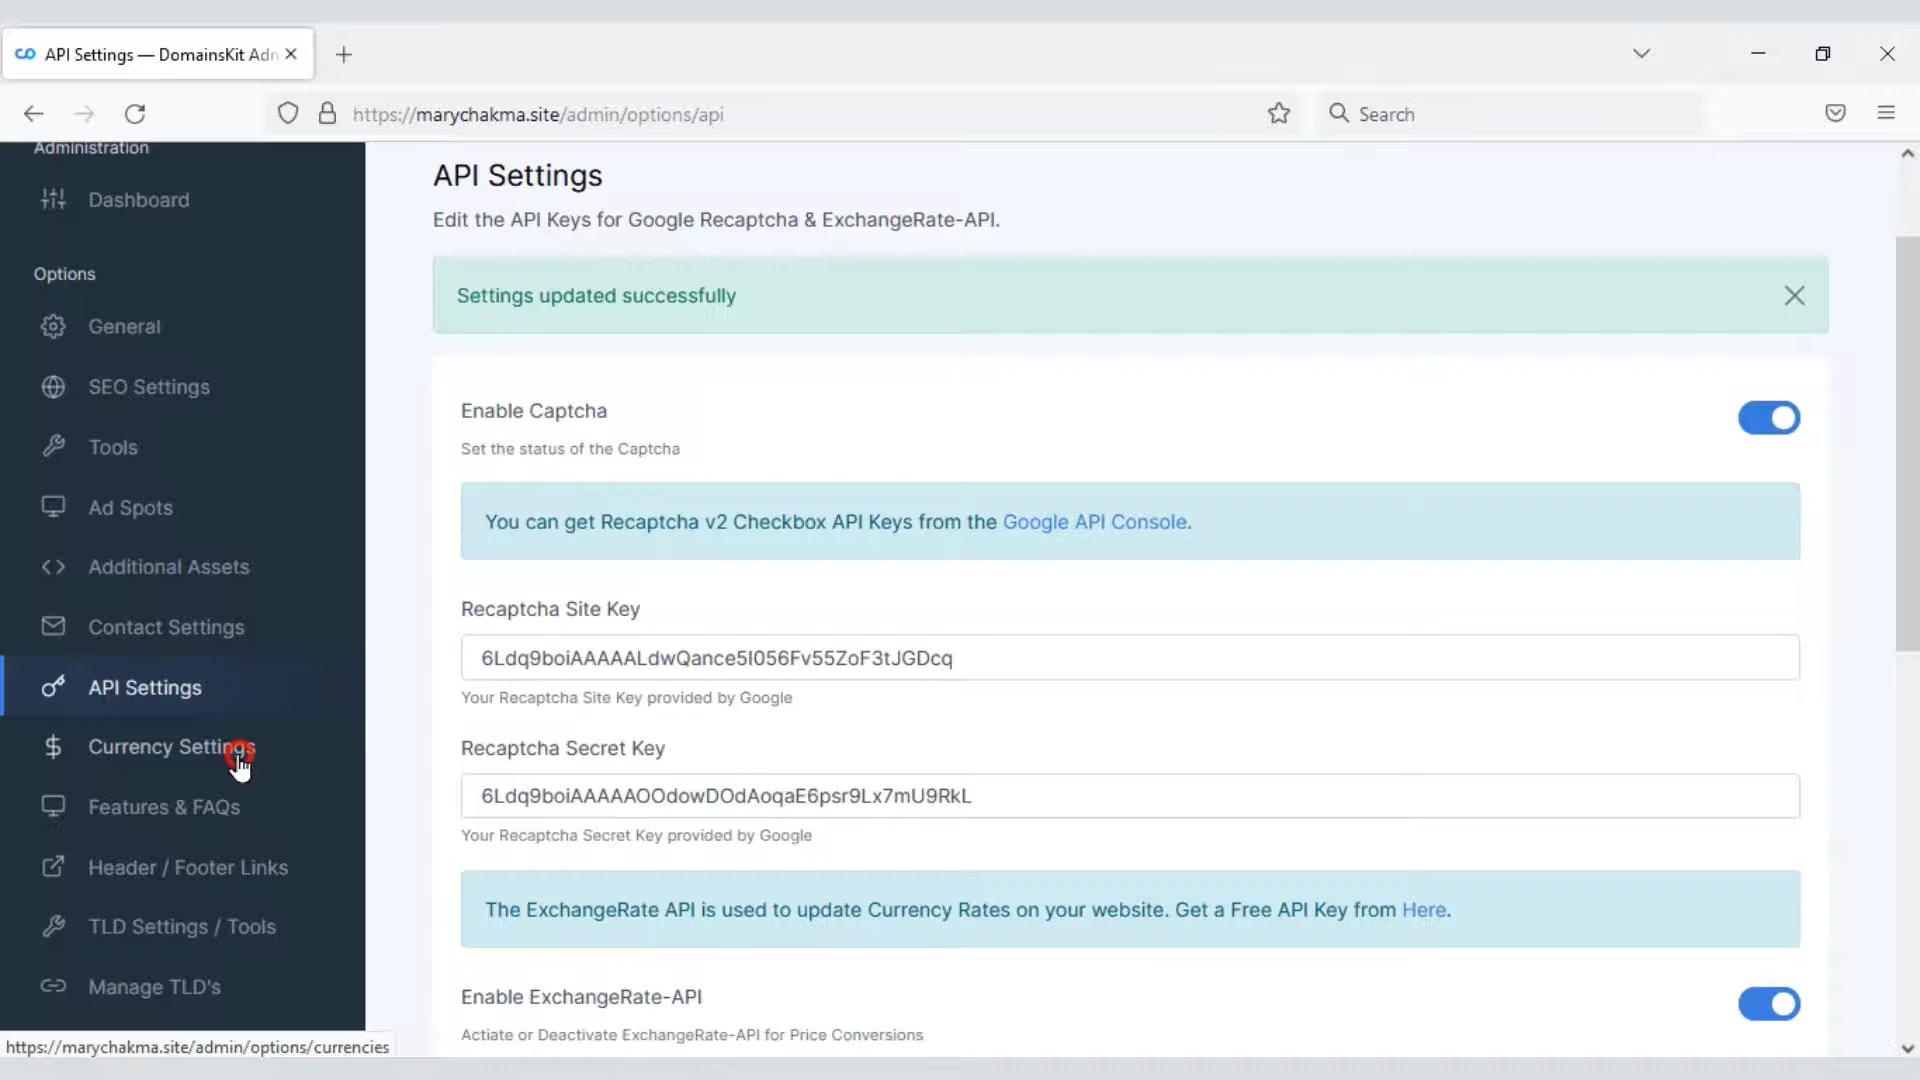 API Settings — DomainsKit Adn
https://marychakma.site/admin/options/api
Search
Administration
Dashboard
Options
General
SEO Settings
Tools
Ad Spots
Additional Assets
Contact Settings
API Settings
Currency Settings
Features & FAQs
Header / Footer Links
TLD Settings / Tools
Manage TLD's
https://marychakma.site/admin/options/currencies
API Settings
Edit the API Keys for Google Recaptcha & ExchangeRate-API.
Settings updated successfully
Enable Captcha
Set the status of the Captcha
You can get Recaptcha v2 Checkbox API Keys from the Google API Console.
Recaptcha Site Key
6Ldq9boiAAAAALdwQance5I056Fv55ZoF3tJGDcq
Your Recaptcha Site Key provided by Google
Recaptcha Secret Key
6Ldq9boiAAAAAOOdowDOdAoqaE6psr9Lx7mU9RkL
Your Recaptcha Secret Key provided by Google
The ExchangeRate API is used to update Currency Rates on your website. Get a Free API Key from Here.
Enable ExchangeRate-API
Actiate or Deactivate ExchangeRate-API for Price Conversions